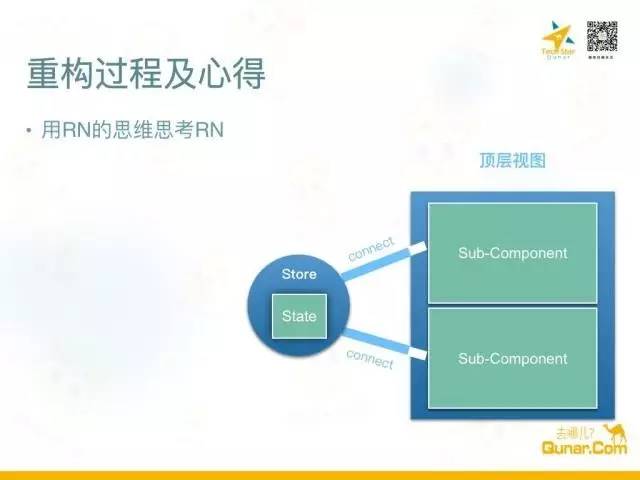 Tech Star
Qunar
重构过程及心得
• 用RN的思维思考RN
顶层视图
connect
Sub-Component
Store
State
connect
Sub-Component
去哪儿?
Qunar.Com